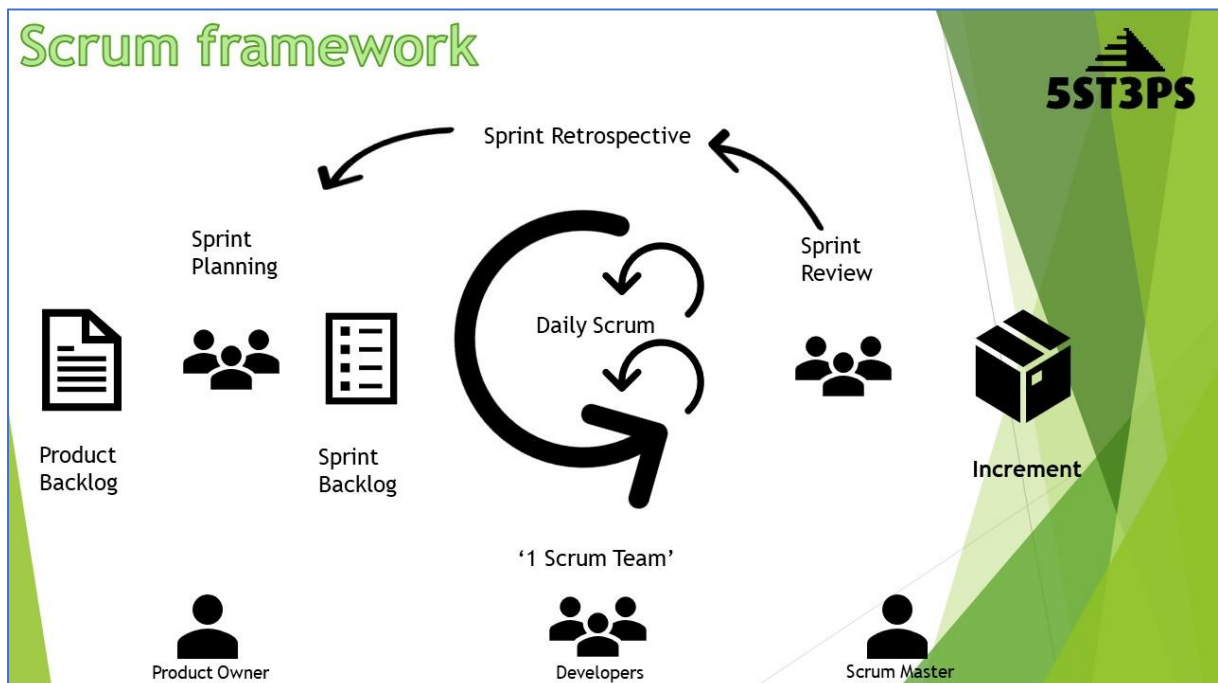 Scrum framework
5ST3PS
Sprint Retrospective
Sprint
Planning
Sprint
Review
Daily Scrum
Product
Backlog
Sprint
Backlog
Increment
‘1 Scrum Team’
Product Owner
Developers
Scrum Master